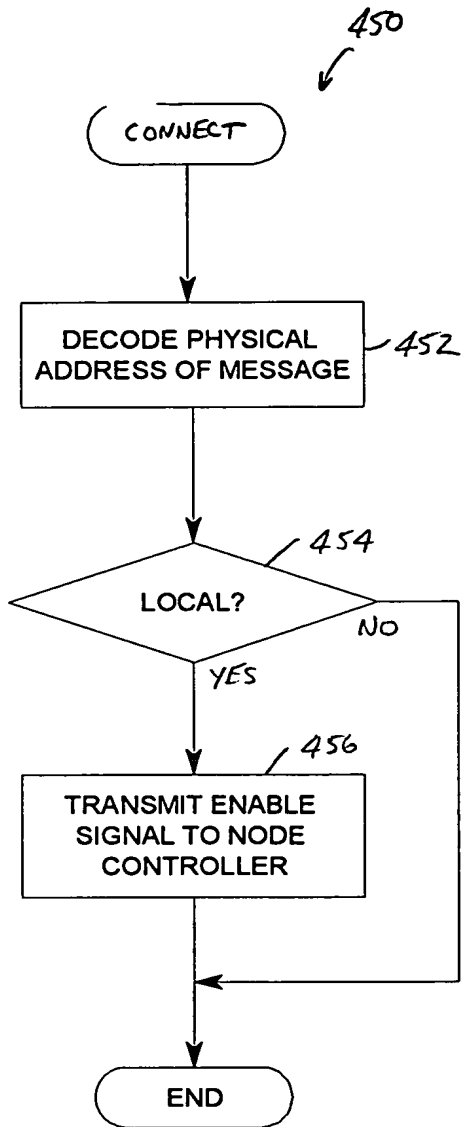 450
CONNECT
DECODE PHYSICAL
ADDRESS OF MESSAGE
452
454
LOCAL?
NO
YES
456
TRANSMIT ENABLE
SIGNAL TO NODE
CONTROLLER
END